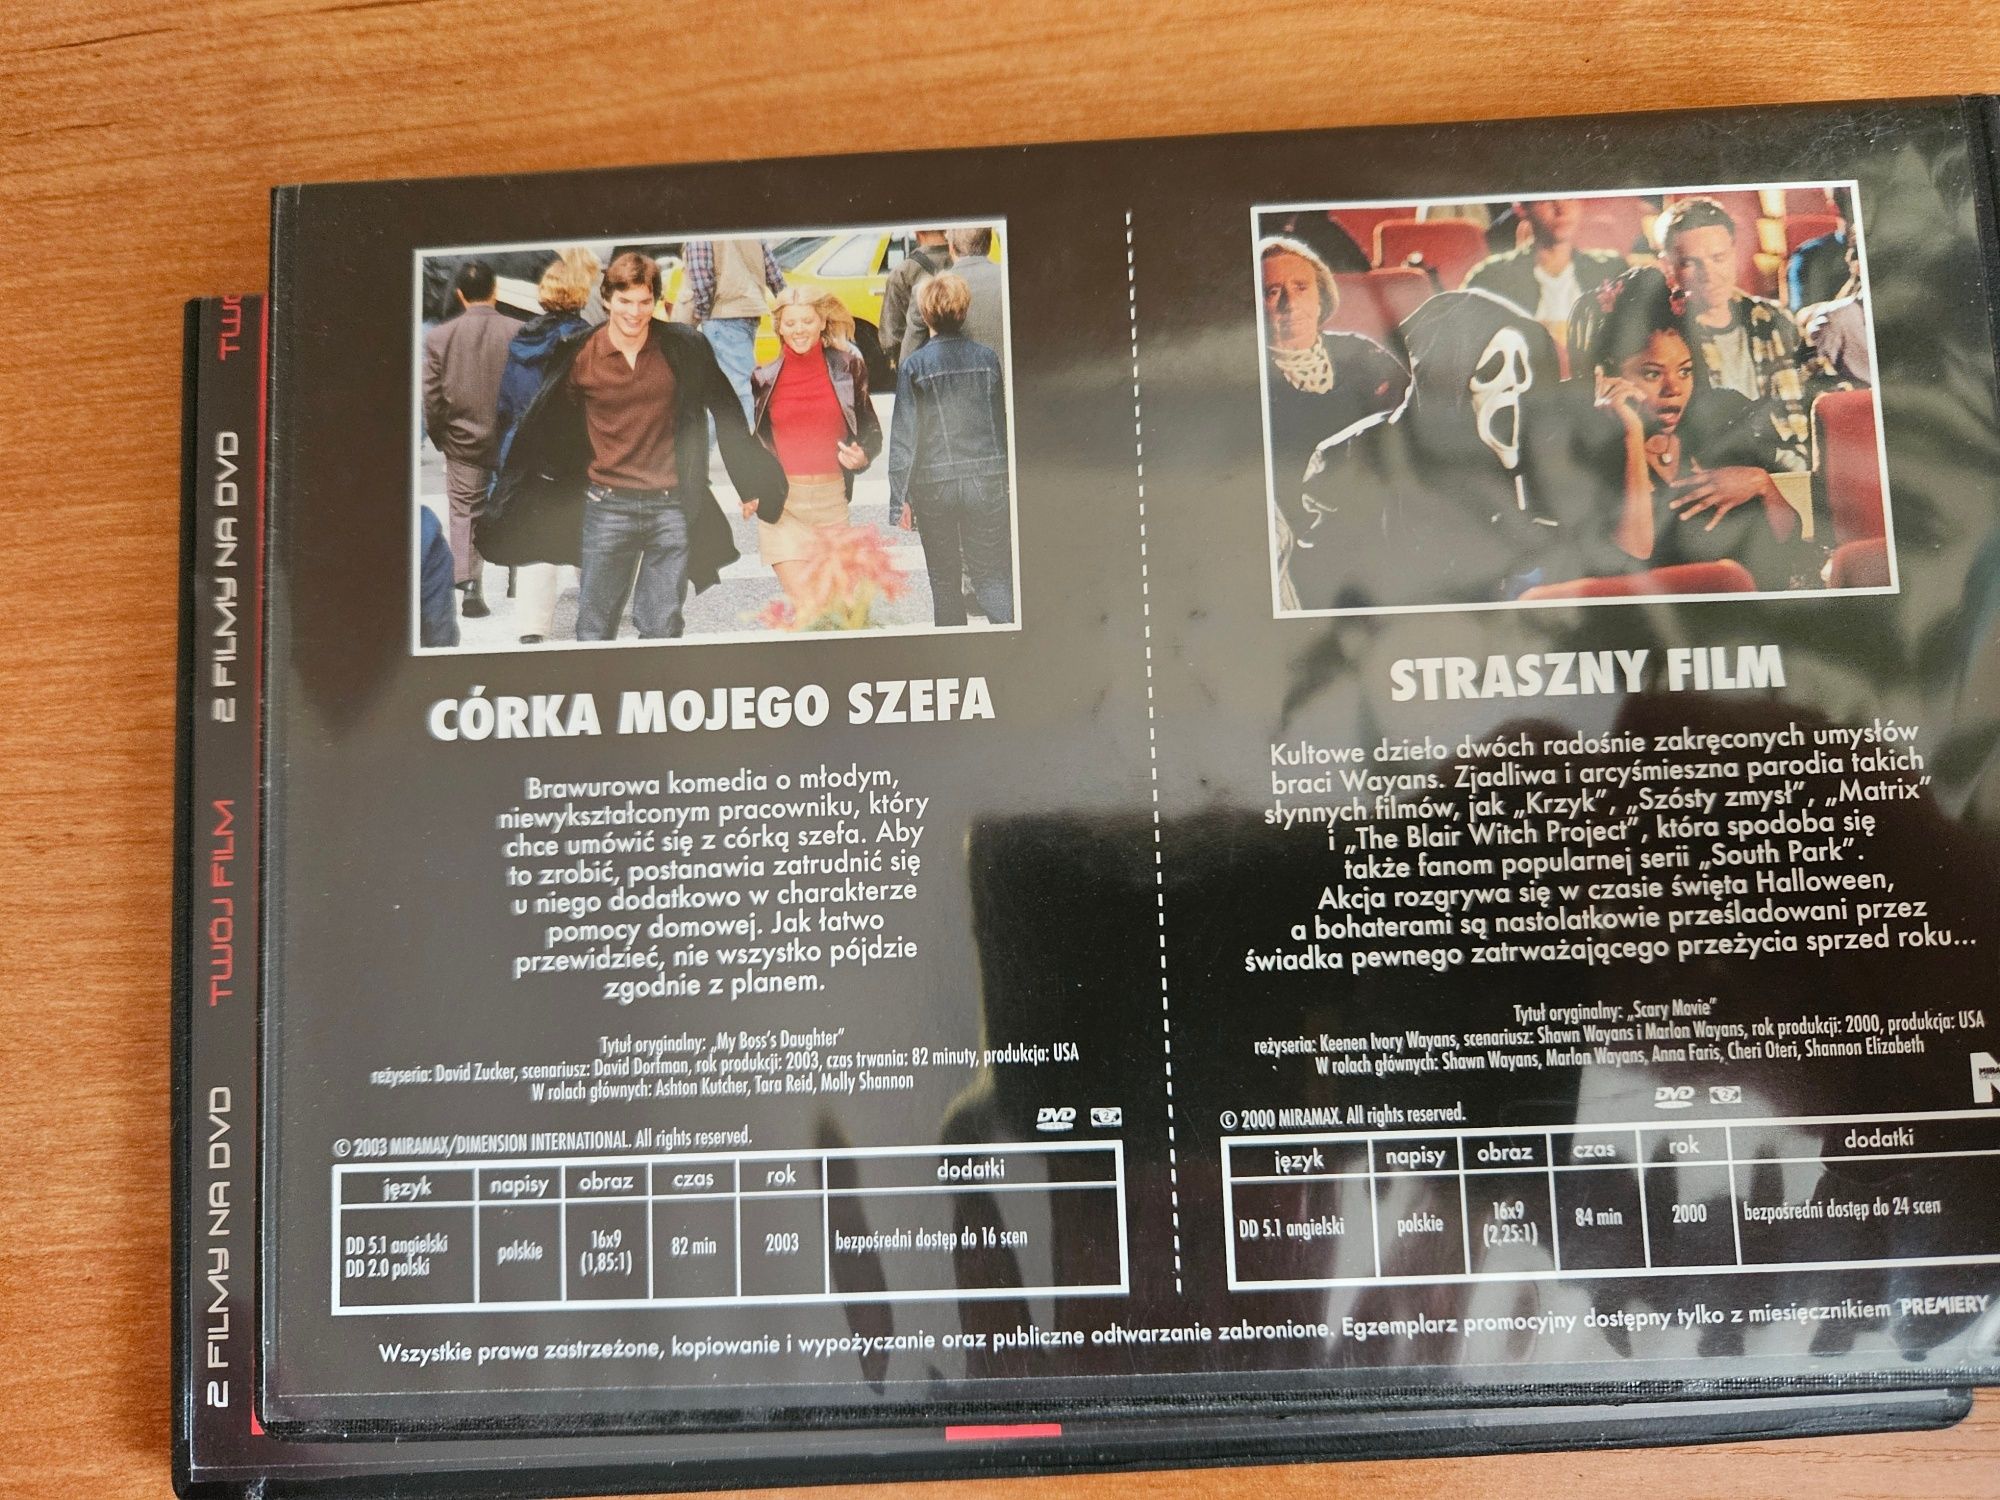 TWÓJ FILM
2 FILMY NA DVD
TWÓJ FILM
2 FILMY NA DVD
CÓRKA MOJEGO SZEFA
Brawurowa komedia o młodym,
niewykształconym pracowniku, który
chce umówić się z córką szefa. Aby
to zrobić, postanawia zatrudnić się
u niego dodatkowo w charakterze
pomocy domowej. Jak łatwo
przewidzieć, nie wszystko pójdzie
zgodnie z planem.
Tytuł oryginalny: „My Boss's Daughter”
reżyseria: David Zucker, scenariusz: David Dorfman, rok produkcji: 2003, czas trwania: 82 minuty, produkcja: USA
W rolach głównych: Ashton Kutcher, Tara Reid, Molly Shannon
DVD 2
© 2003 MIRAMAX/DIMENSION INTERNATIONAL. All rights reserved.
język napisy obraz czas rok dodatki
DD 5.1 angielski
DD 2.0 polski
polskie
16x9
(1,85:1)
82 min
2003
bezpośredni dostęp do 16 scen
STRASZNY FILM
Kultowe dzieło dwóch radośnie zakręconych umysłów
braci Wayans. Zjadliwa i arcyśmieszna parodia takich
słynnych filmów, jak „Krzyk”, „Szósty zmysł”, „Matrix”
i „The Blair Witch Project”, która spodoba się
także fanom popularnej serii „South Park”.
Akcja rozgrywa się w czasie święta Halloween,
a bohaterami są nastolatkowie prześladowani przez
świadka pewnego zatrważającego przeżycia sprzed roku...
Tytuł oryginalny: „Scary Movie”
reżyseria: Keenen Ivory Wayans, scenariusz: Shawn Wayans i Marlon Wayans, rok produkcji: 2000, produkcja: USA
W rolach głównych: Shawn Wayans, Marlon Wayans, Anna Faris, Cheri Oteri, Shannon Elizabeth
DVD 2
© 2000 MIRAMAX. All rights reserved.
język napisy obraz czas rok dodatki
DD 5.1 angielski
polskie
16x9
(2,25:1)
84 min
2000
bezpośredni dostęp do 24 scen
Wszystkie prawa zastrzeżone, kopiowanie i wypożyczanie oraz publiczne odtwarzanie zabronione. Egzemplarz promocyjny dostępny tylko z miesięcznikiem PREMIERY